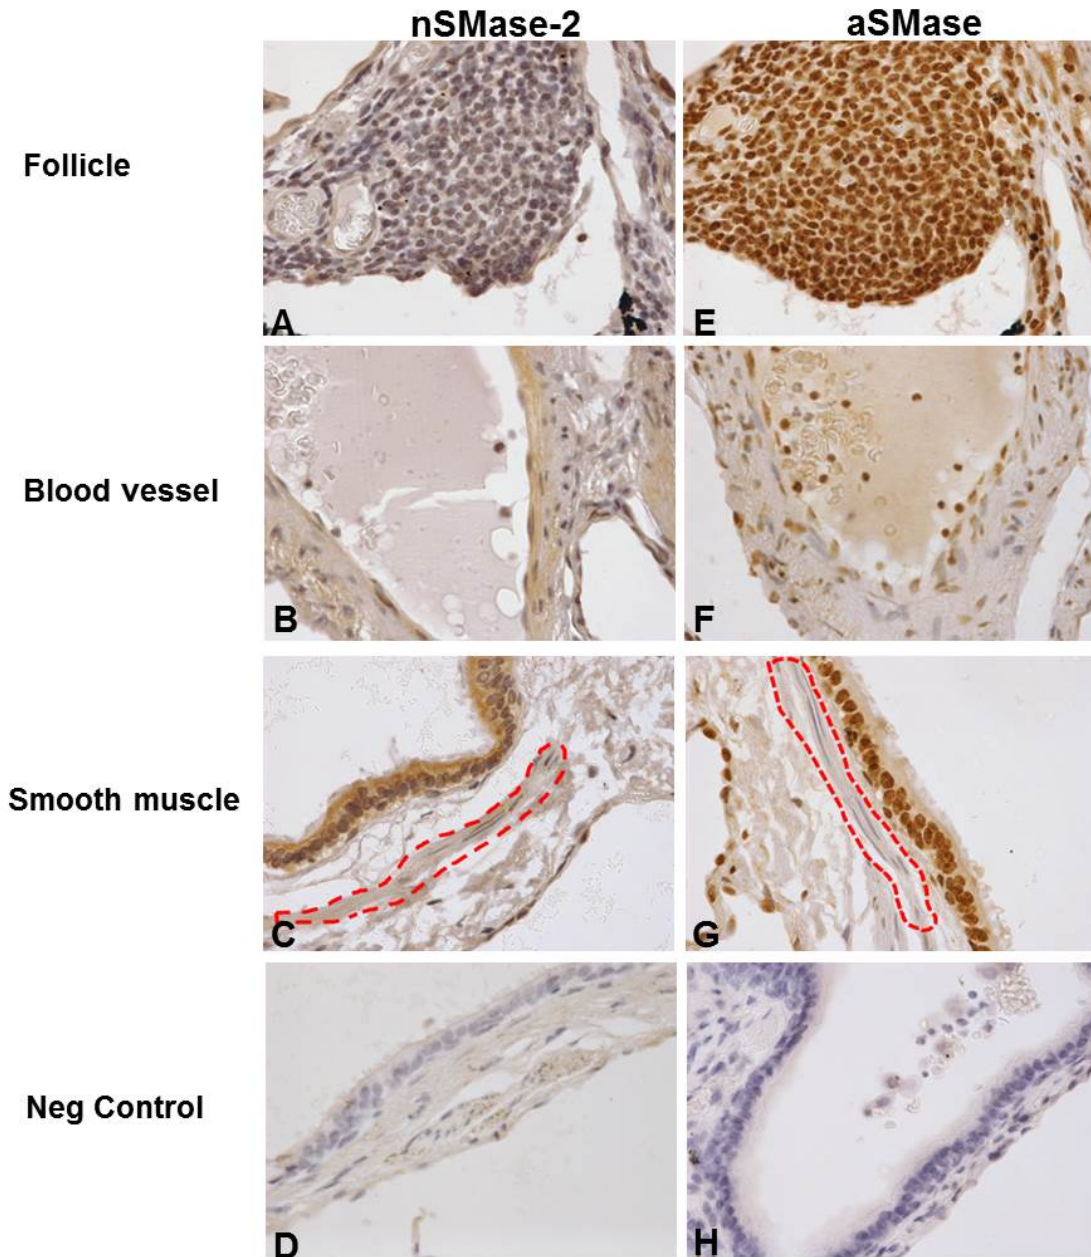 nSMase-2 aSMase
Follicle
A E
Blood vessel
B F
Smooth muscle
C G
Neg Control
D H